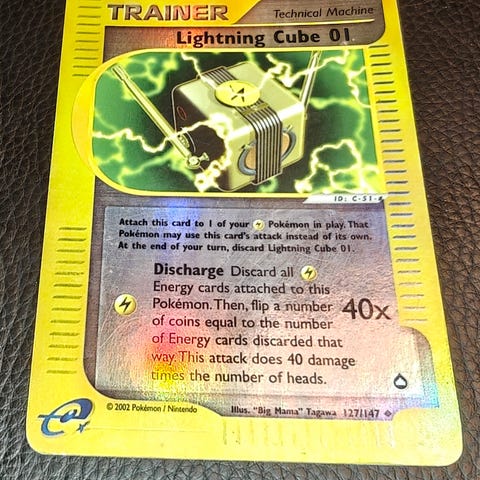 TRAINER
Technical Machine
Lightning Cube 01
ID: C-51-#
Attach this card to 1 of your Pokémon in play. That
Pokémon may use this card's attack instead of its own.
At the end of your turn, discard Lightning Cube 01.
Discharge Discard all
Energy cards attached to this
Pokémon. Then, flip a number
of coins equal to the number
of Energy cards discarded that
way. This attack does 40 damage
times the number of heads.
40x
e
© 2002 Pokémon / Nintendo
Illus. "Big Mama" Tagawa 127/147